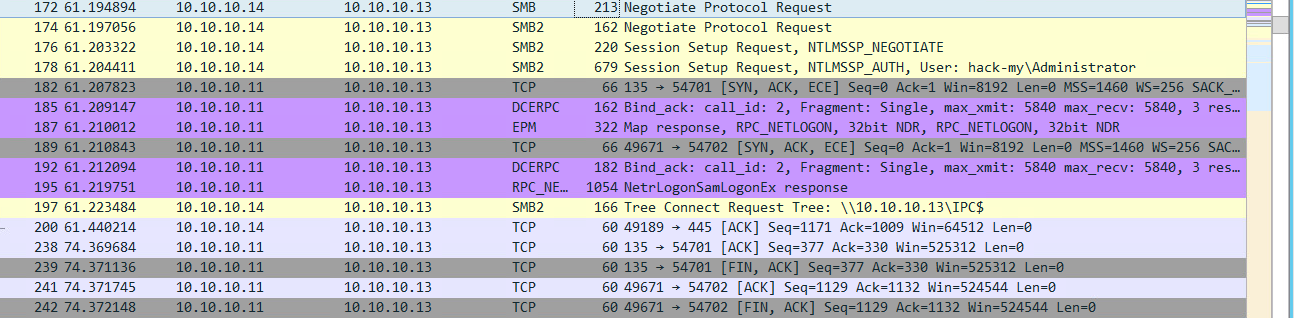 172 61.194894 10.10.10.14 10.10.10.13 SMB 213 Negotiate Protocol Request
174 61.197056 10.10.10.14 10.10.10.13 SMB2 162 Negotiate Protocol Request
176 61.203322 10.10.10.14 10.10.10.13 SMB2 220 Session Setup Request, NTLMSSP_NEGOTIATE
178 61.204411 10.10.10.14 10.10.10.13 SMB2 679 Session Setup Request, NTLMSSP_AUTH, User: hack-my\Administrator
182 61.207823 10.10.10.11 10.10.10.13 TCP 66 135 → 54701 [SYN, ACK, ECE] Seq=0 Ack=1 Win=8192 Len=0 MSS=1460 WS=256 SACK_…
185 61.209147 10.10.10.11 10.10.10.13 DCERPC 162 Bind_ack: call_id: 2, Fragment: Single, max_xmit: 5840 max_recv: 5840, 3 res…
187 61.210012 10.10.10.11 10.10.10.13 EPM 322 Map response, RPC_NETLOGON, 32bit NDR, RPC_NETLOGON, 32bit NDR
189 61.210843 10.10.10.11 10.10.10.13 TCP 66 49671 → 54702 [SYN, ACK, ECE] Seq=0 Ack=1 Win=8192 Len=0 MSS=1460 WS=256 SAC…
192 61.212094 10.10.10.11 10.10.10.13 DCERPC 182 Bind_ack: call_id: 2, Fragment: Single, max_xmit: 5840 max_recv: 5840, 3 res…
195 61.219751 10.10.10.11 10.10.10.13 RPC_NE… 1054 NetrLogonSamLogonEx response
197 61.223484 10.10.10.14 10.10.10.13 SMB2 166 Tree Connect Request Tree: \\10.10.10.13\IPC$
200 61.440214 10.10.10.14 10.10.10.13 TCP 60 49189 → 445 [ACK] Seq=1171 Ack=1009 Win=64512 Len=0
238 74.369684 10.10.10.11 10.10.10.13 TCP 60 135 → 54701 [ACK] Seq=377 Ack=330 Win=525312 Len=0
239 74.371136 10.10.10.11 10.10.10.13 TCP 60 135 → 54701 [FIN, ACK] Seq=377 Ack=330 Win=525312 Len=0
241 74.371745 10.10.10.11 10.10.10.13 TCP 60 49671 → 54702 [ACK] Seq=1129 Ack=1132 Win=524544 Len=0
242 74.372148 10.10.10.11 10.10.10.13 TCP 60 49671 → 54702 [FIN, ACK] Seq=1129 Ack=1132 Win=524544 Len=0